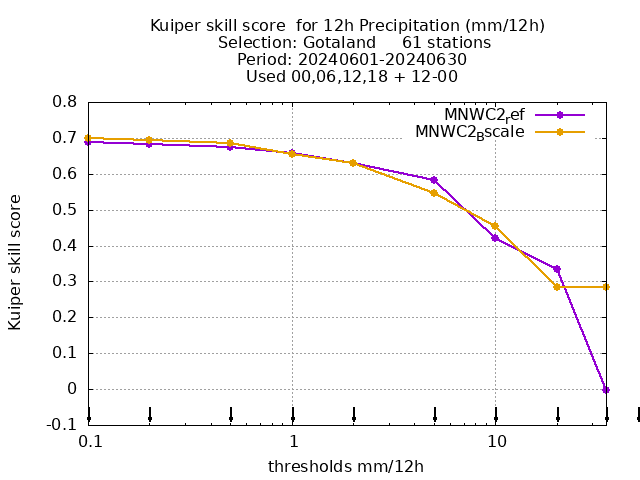 Kuiper skill score  for 12h Precipitation (mm/12h)
Selection: Gotaland     61 stations
Period: 20240601-20240630
Used 00,06,12,18 + 12-00
MNWC2_ref
MNWC2_Bscale
0.8
0.7
0.6
0.5
0.4
0.3
0.2
0.1
0
-0.1
Kuiper skill score
0.1 1 10
thresholds mm/12h